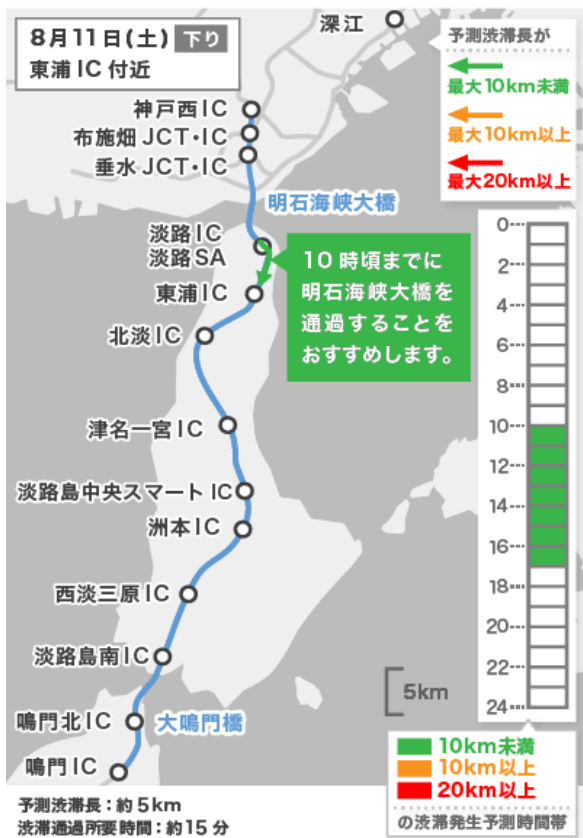 8月11日(土) 下り
東浦IC 付近
深江
神戸西IC
布施畑 JCT・IC
垂水 JCT・IC
明石海峡大橋
淡路IC
淡路SA
東浦IC
北淡IC
津名一宮IC
淡路島中央スマートIC
洲本IC
西淡三原IC
淡路島南IC
鳴門北IC
大鳴門橋
鳴門IC
10時頃までに
明石海峡大橋を
通過することを
おすすめします。
予測渋滞長が
最大10km未満
最大10km以上
最大20km以上
0
2
4
6
8
10
12
14
16
18
20
22
24
5km
10km未満
10km以上
20km以上
の渋滞発生予測時間帯
予測渋滞長:約5km
渋滞通過所要時間:約15分